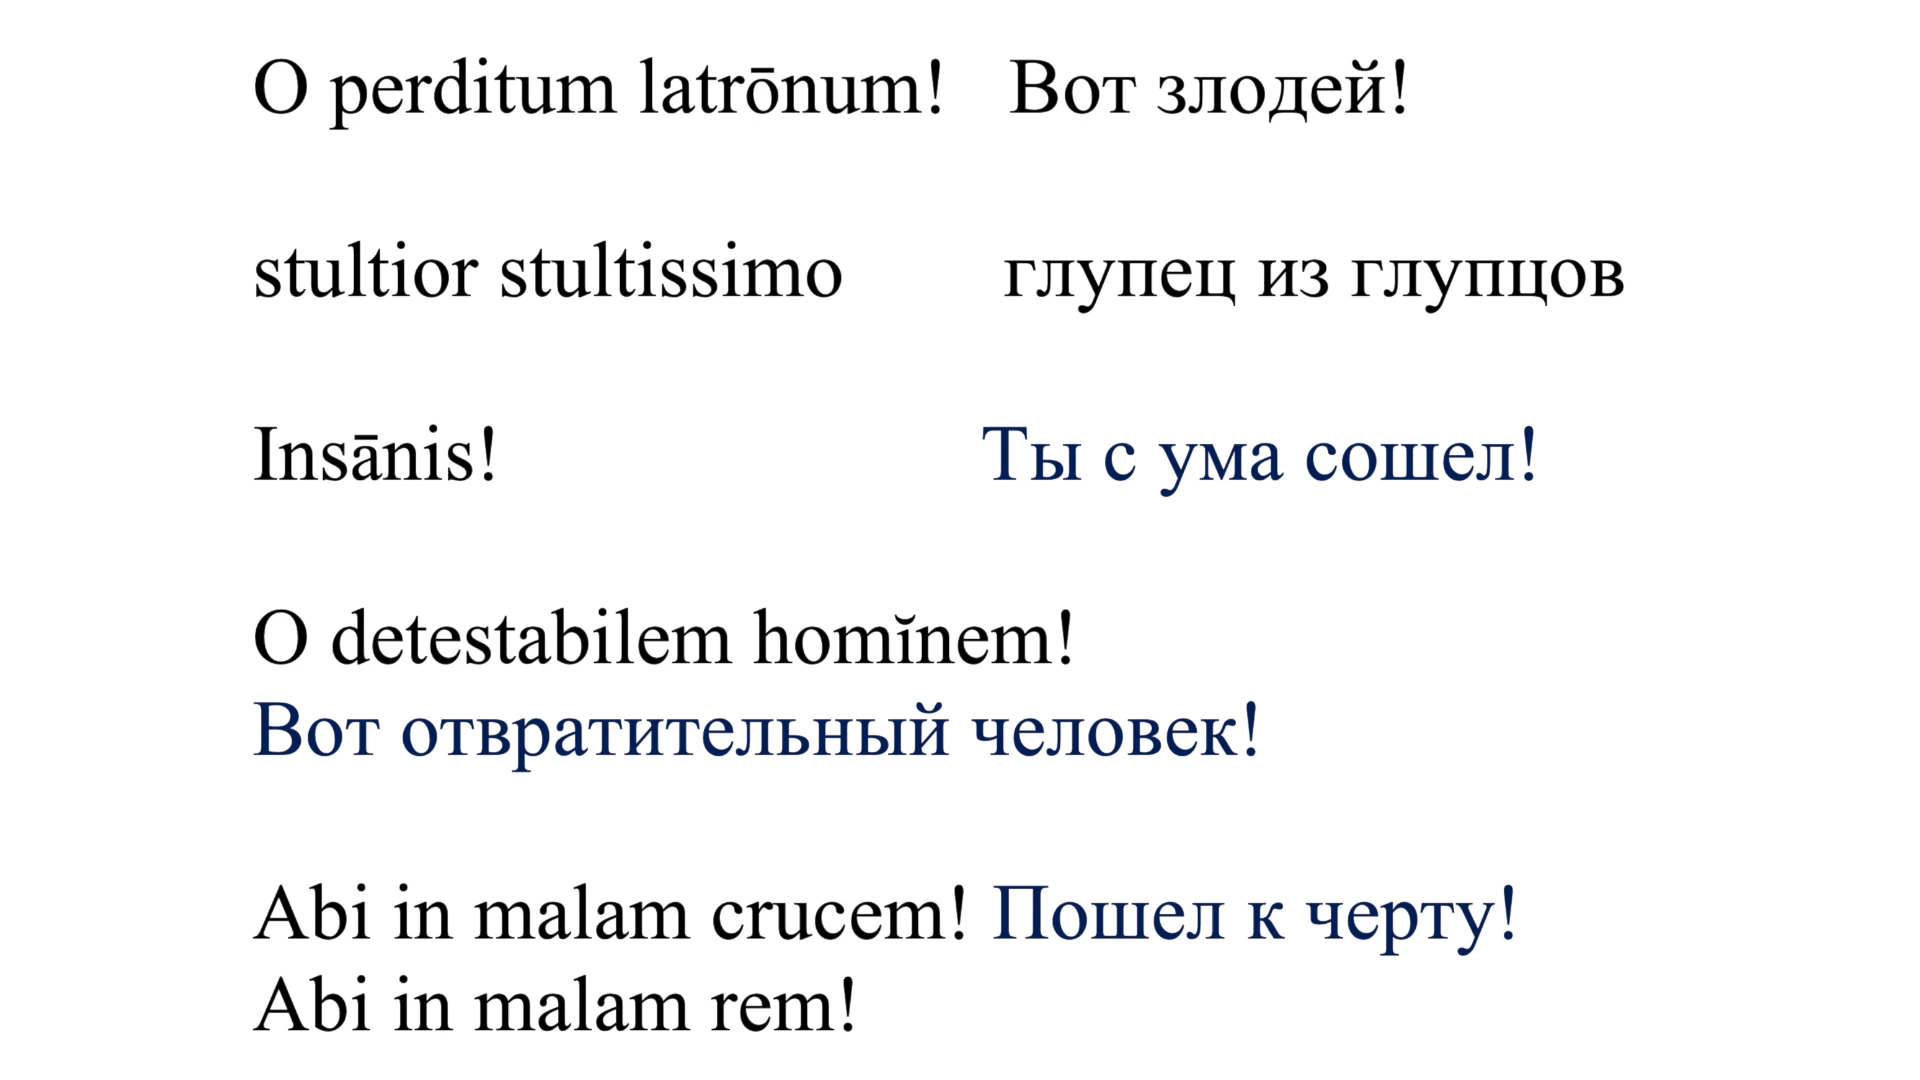 O perditum latrōnum! Вот злодей!
stultior stultissimo глупец из глупцов
Insānis! Ты с ума сошел!
O detestabilem homĭnem!
Вот отвратительный человек!
Abi in malam crucem! Пошел к черту!
Abi in malam rem!